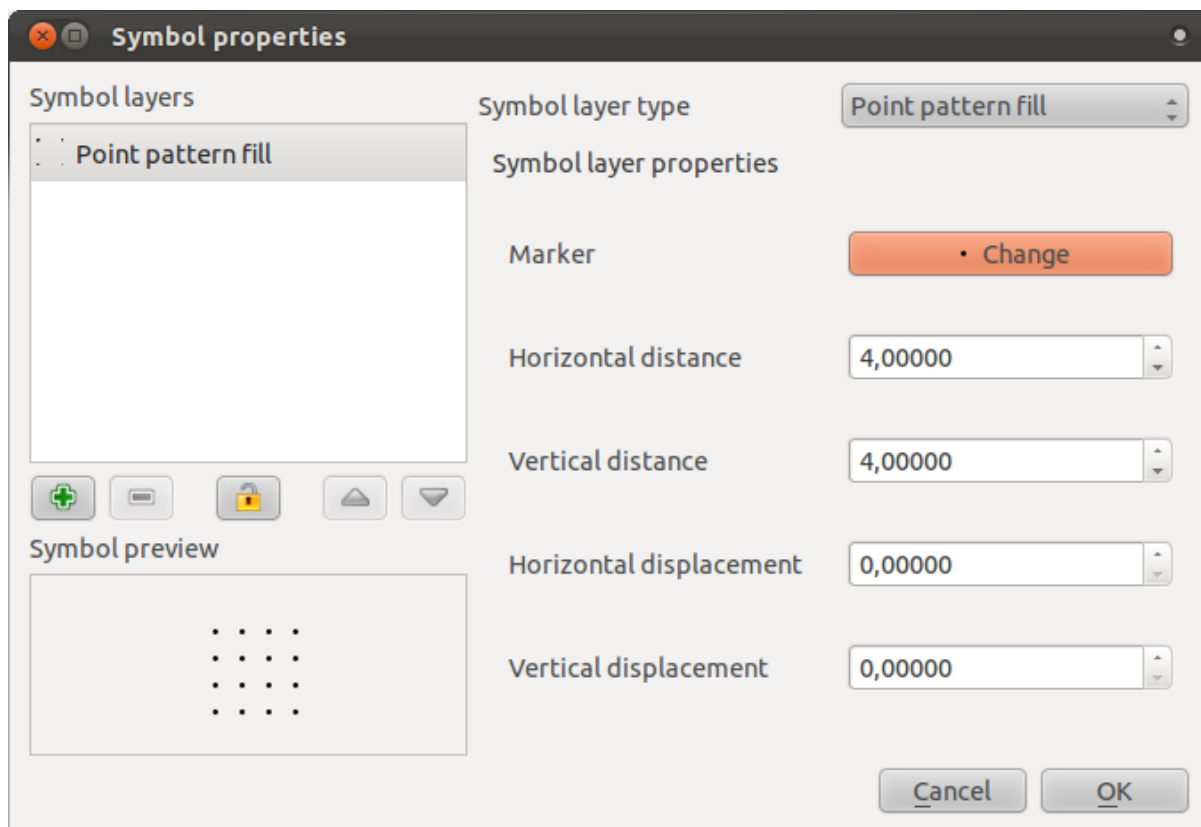 Symbol properties
Symbol layers
Point pattern fill
Symbol preview
Symbol layer type
Point pattern fill
Symbol layer properties
Marker
Change
Horizontal distance
4,00000
Vertical distance
4,00000
Horizontal displacement
0,00000
Vertical displacement
0,00000
Cancel
OK